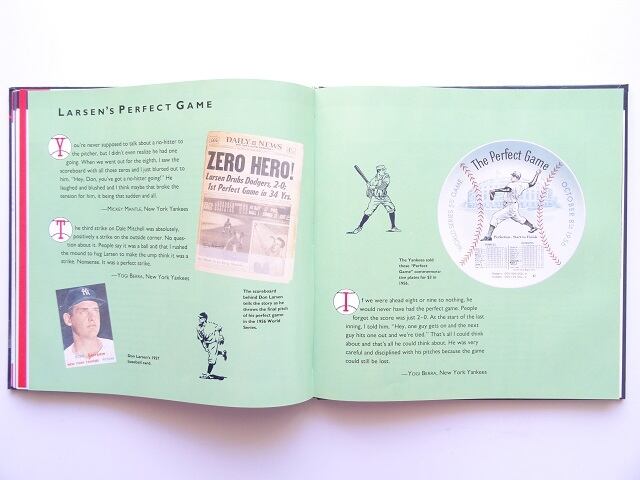 LARSEN'S PERFECT GAME
You're never supposed to talk about a no-hitter to
the pitcher, but I didn't even realize he had one
going. When we went out for the eighth, I saw the
scoreboard with all those zeros and I just blurted out to
him, "Hey, Don, you've got a no-hitter going!" He
laughed and blushed and I think maybe that broke the
tension for him, it being that sudden and all.
—MICKEY MANTLE, NEW YORK YANKEES
The third strike on Dale Mitchell was absolutely,
positively a strike on the outside corner. No ques-
tion about it. People say it was a ball and that I rushed
the mound to hug Larsen to make the ump think it was a
strike. Nonsense. It was a perfect strike.
—YOGI BERRA, NEW YORK YANKEES
DAILY NEWS
ZERO HERO!
Larsen Drubs Dodgers, 2-0;
1st Perfect Game in 34 Yrs.
The scoreboard
behind Don Larsen
tells the story as he
throws the final pitch
of his perfect game
in the 1956 World
Series.
Don Larsen's 1957
baseball card.
The Perfect Game
WORLD SERIES 5th GAME
OCTOBER 8th 1956
The Yankees sold
these "Perfect
Game" commemora-
tive plates for $3 in
1956.
If we were ahead eight or nine to nothing, he
would never have had the perfect game. People
forget the score was just 2-0. At the start of the last
inning, I told him, "Hey, one guy gets on and the next
guy hits one out and we're tied." That's all I could think
about and that's all he could think about. He was very
careful and disciplined with his pitches because the game
could still be lost.
—YOGI BERRA, NEW YORK YANKEES